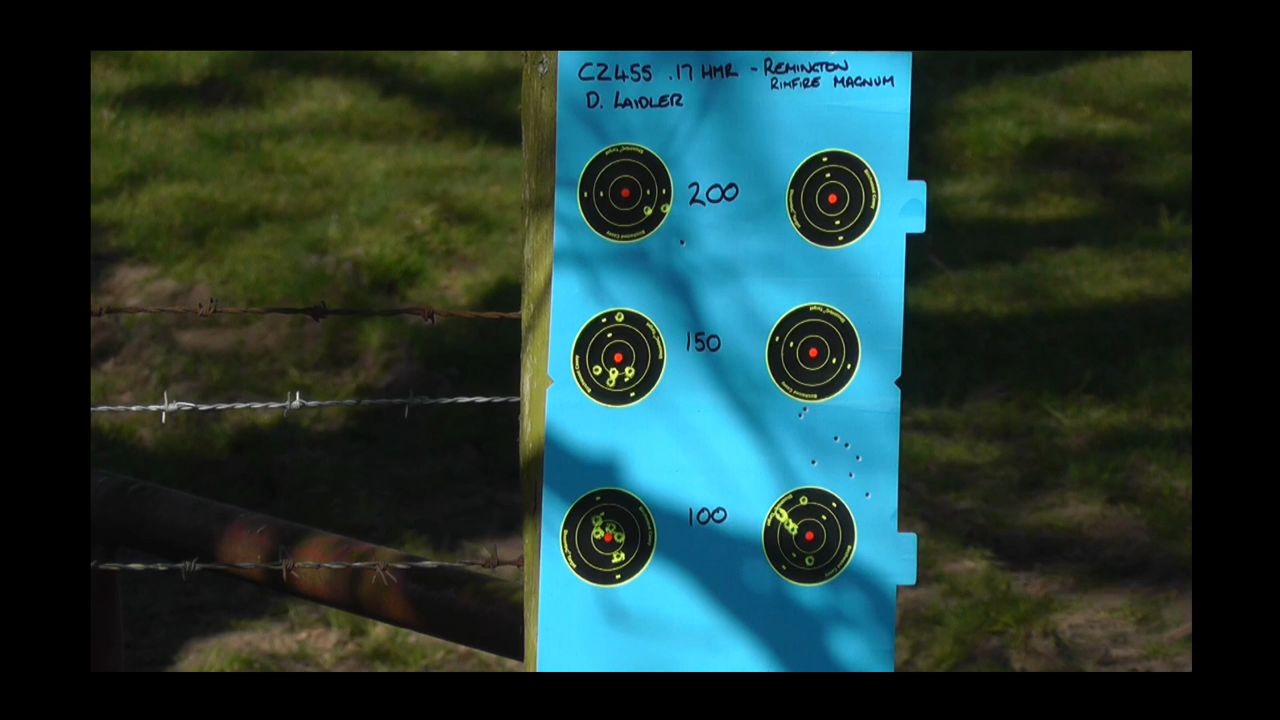 CZ455 .17 HMR - REMINGTON
RIMFIRE MAGNUM
D. LAIDLER
200
150
100